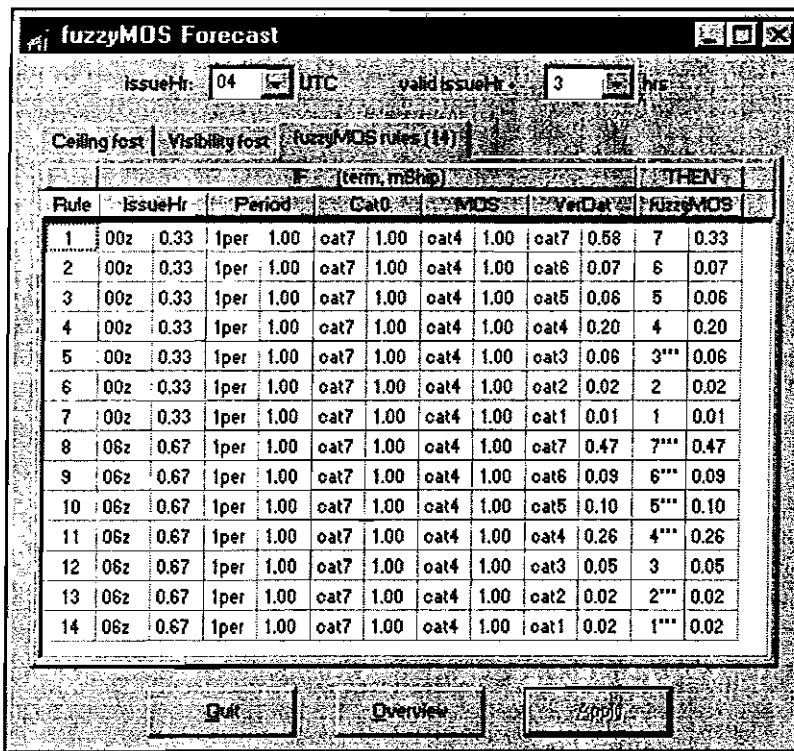 fuzzyMOS Forecast
IssueHr: 04 UTC valid issueHr + 3 hrs
Ceiling fcst Visibility fcst fuzzyMOS rules (14)
IF (term, mShip) THEN
Rule IssueHr Period Cat0 MOS VerDat fuzzyMOS
1 00z 0.33 1per 1.00 cat7 1.00 cat4 1.00 cat7 0.58 7 0.33
2 00z 0.33 1per 1.00 cat7 1.00 cat4 1.00 cat6 0.07 6 0.07
3 00z 0.33 1per 1.00 cat7 1.00 cat4 1.00 cat5 0.06 5 0.06
4 00z 0.33 1per 1.00 cat7 1.00 cat4 1.00 cat4 0.20 4 0.20
5 00z 0.33 1per 1.00 cat7 1.00 cat4 1.00 cat3 0.06 3*** 0.06
6 00z 0.33 1per 1.00 cat7 1.00 cat4 1.00 cat2 0.02 2 0.02
7 00z 0.33 1per 1.00 cat7 1.00 cat4 1.00 cat1 0.01 1 0.01
8 06z 0.67 1per 1.00 cat7 1.00 cat4 1.00 cat7 0.47 7*** 0.47
9 06z 0.67 1per 1.00 cat7 1.00 cat4 1.00 cat6 0.09 6*** 0.09
10 06z 0.67 1per 1.00 cat7 1.00 cat4 1.00 cat5 0.10 5*** 0.10
11 06z 0.67 1per 1.00 cat7 1.00 cat4 1.00 cat4 0.26 4*** 0.26
12 06z 0.67 1per 1.00 cat7 1.00 cat4 1.00 cat3 0.05 3 0.05
13 06z 0.67 1per 1.00 cat7 1.00 cat4 1.00 cat2 0.02 2*** 0.02
14 06z 0.67 1per 1.00 cat7 1.00 cat4 1.00 cat1 0.02 1*** 0.02
Quit Overview Apply